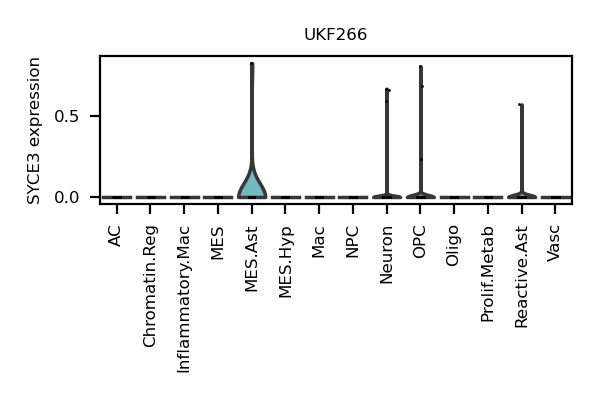 UKF266
SYCE3 expression
0.5
0.0
AC
Chromatin.Reg
Inflammatory.Mac
MES
MES.Ast
MES.Hyp
Mac
NPC
Neuron
OPC
Oligo
Prolif.Metab
Reactive.Ast
Vasc